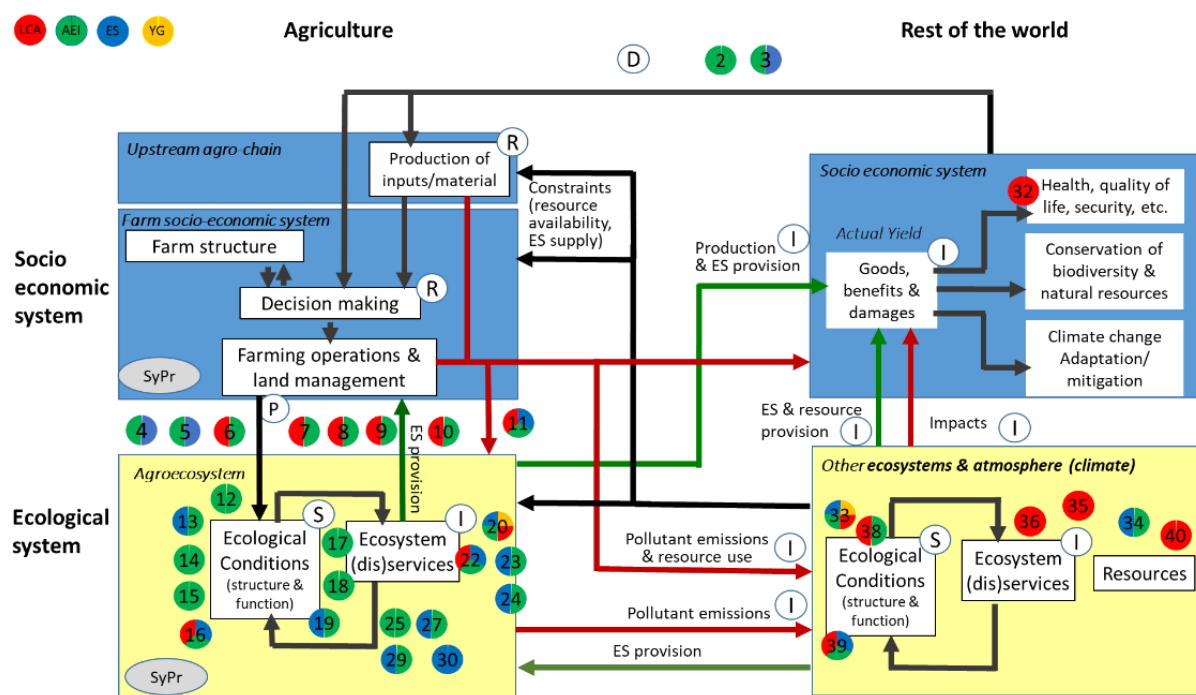 LCA
AEI
ES
YG
Agriculture
Rest of the world
D
2
3
Upstream agro-chain
Production of
inputs/material
R
Constraints
(resource
availability,
ES supply)
Farm socio-economic system
Farm structure
Decision making
R
Farming operations &
land management
SyPr
P
Socio
economic
system
Production
& ES provision
I
Socio economic system
32
Health, quality of
life, security, etc.
Actual Yield
I
Goods,
benefits &
damages
Conservation of
biodiversity &
natural resources
Climate change
Adaptation/
mitigation
4
5
6
7
8
9
10
11
ES provision
ES & resource
provision
I
Impacts
I
Ecological
system
Agroecosystem
12
13
14
15
16
S
Ecological
Conditions
(structure &
function)
17
18
19
I
Ecosystem
(dis)services
20
22
23
24
25
27
29
30
SyPr
Pollutant emissions
& resource use
I
Pollutant emissions
I
ES provision
Other ecosystems & atmosphere (climate)
33
38
S
Ecological
Conditions
(structure &
function)
39
36
35
I
Ecosystem
(dis)services
34
40
Resources